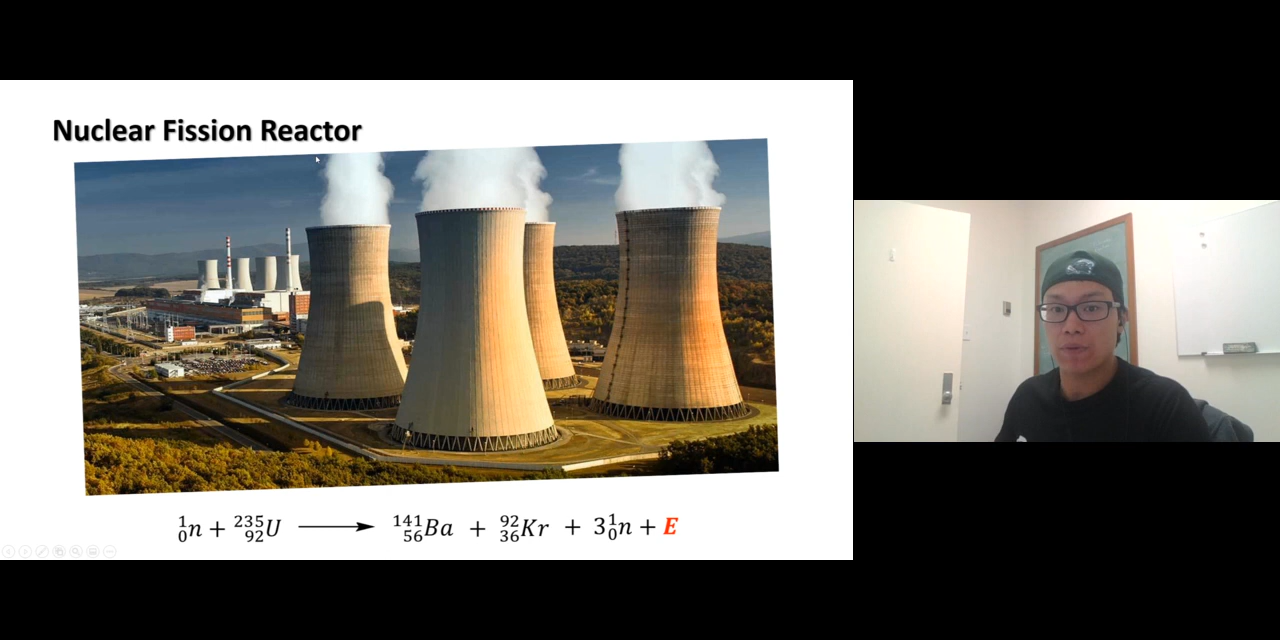 Nuclear Fission Reactor
¹₀n + ²³⁵₉₂U ⟶ ¹⁴¹₅₆Ba + ⁹²₃₆Kr + 3¹₀n + E